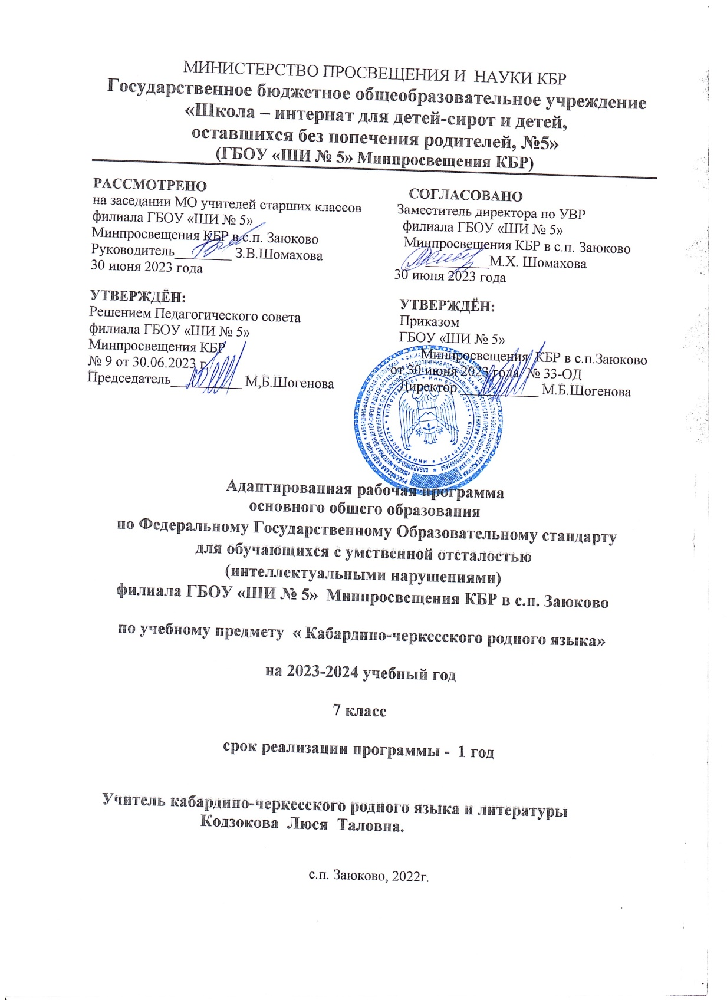 МИНИСТЕРСТВО ПРОСВЕЩЕНИЯ И НАУКИ КБР
Государственное бюджетное общеобразовательное учреждение
«Школа – интернат для детей-сирот и детей,
оставшихся без попечения родителей, №5»
(ГБОУ «ШИ № 5» Минпросвещения КБР)
РАССМОТРЕНО
на заседании МО учителей старших классов
филиала ГБОУ «ШИ № 5»
Минпросвещения КБР в с.п. Заюково
Руководитель_________ З.В.Шомахова
30 июня 2023 года
СОГЛАСОВАНО
Заместитель директора по УВР
филиала ГБОУ «ШИ № 5»
Минпросвещения КБР в с.п. Заюково
________М.Х. Шомахова
30 июня 2023 года
УТВЕРЖДЁН:
Решением Педагогического совета
филиала ГБОУ «ШИ № 5»
Минпросвещения КБР
№ 9 от 30.06.2023 г.
Председатель_________ М,Б.Шогенова
УТВЕРЖДЁН:
Приказом
ГБОУ «ШИ № 5»
Минпросвещения КБР в с.п.Заюково
от 30 июня 2023 года № 33-ОД
Директор __________ М.Б.Шогенова
Адаптированная рабочая программа
основного общего образования
по Федеральному Государственному Образовательному стандарту
для обучающихся с умственной отсталостью
(интеллектуальными нарушениями)
филиала ГБОУ «ШИ № 5» Минпросвещения КБР в с.п. Заюково
по учебному предмету « Кабардино-черкесского родного языка»
на 2023-2024 учебный год
7 класс
срок реализации программы - 1 год
Учитель кабардино-черкесского родного языка и литературы
Кодзокова Люся Таловна.
с.п. Заюково, 2022г.